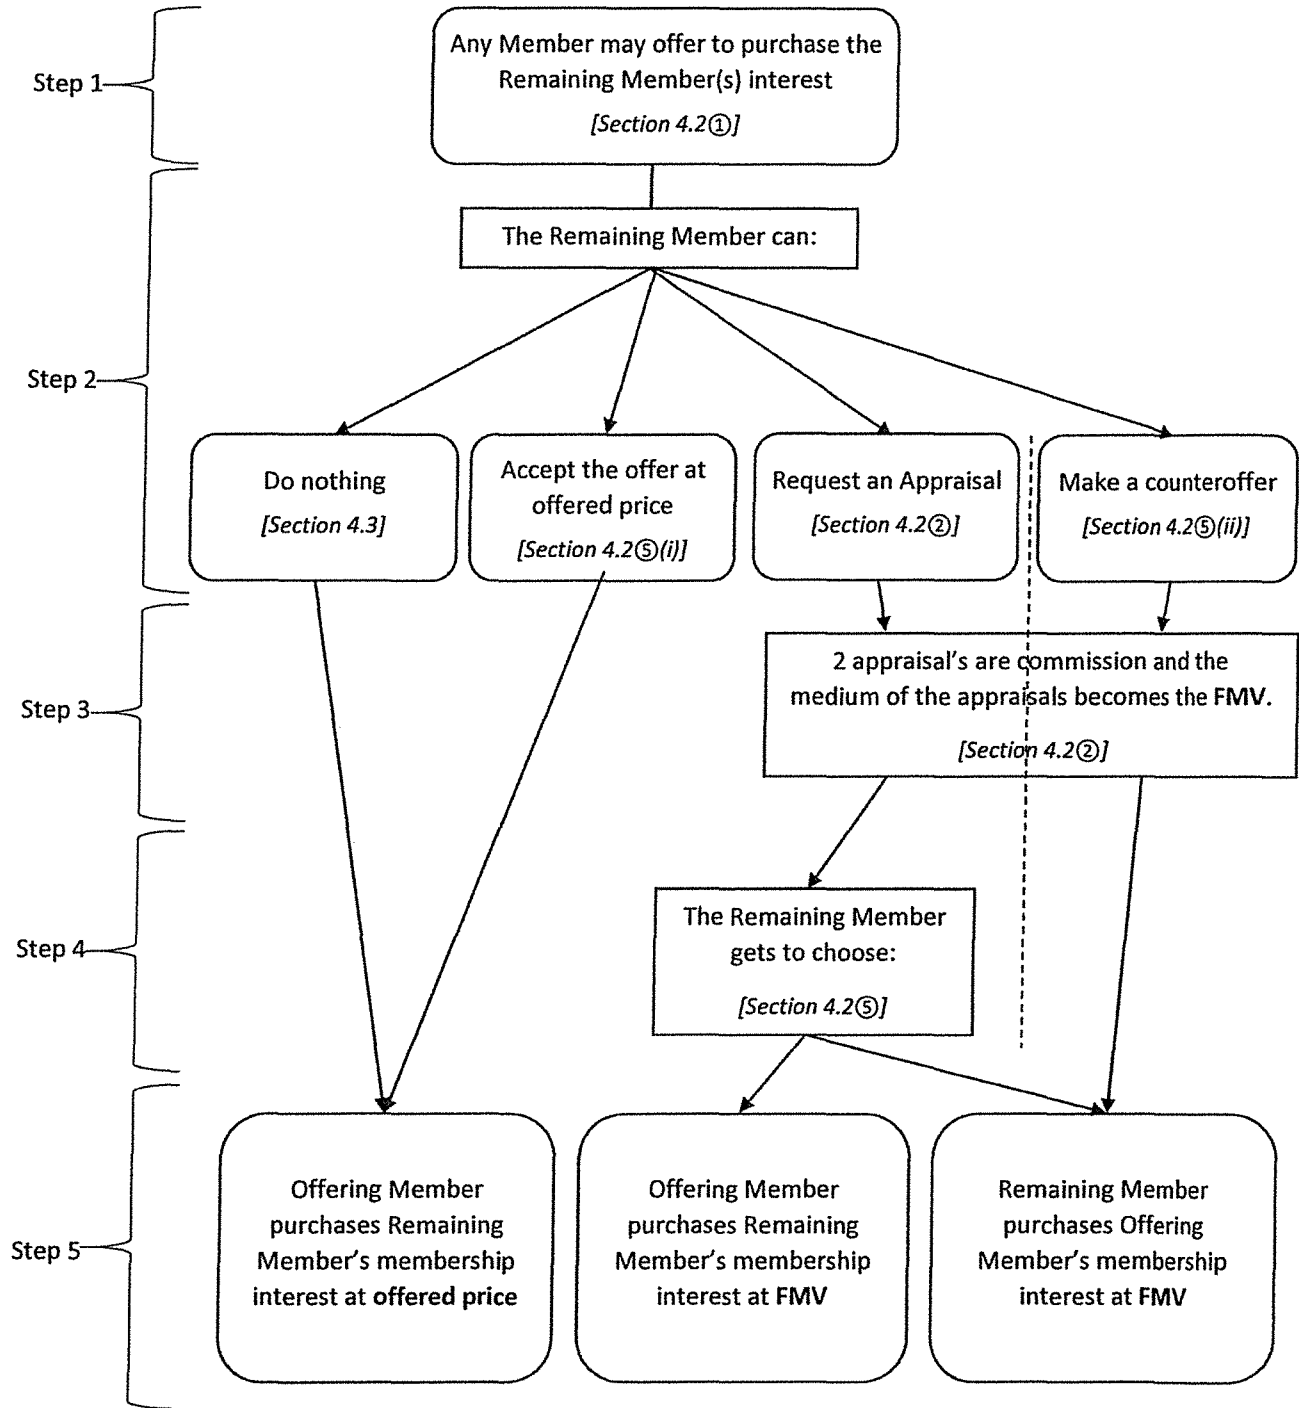 Step 1
Any Member may offer to purchase the
Remaining Member(s) interest
[Section 4.2①]
Step 2
The Remaining Member can:
Do nothing
[Section 4.3]
Accept the offer at
offered price
[Section 4.2⑤(i)]
Request an Appraisal
[Section 4.2②]
Make a counteroffer
[Section 4.2⑤(ii)]
Step 3
2 appraisal's are commission and the
medium of the appraisals becomes the FMV.
[Section 4.2②]
Step 4
The Remaining Member
gets to choose:
[Section 4.2⑤]
Step 5
Offering Member
purchases Remaining
Member's membership
interest at offered price
Offering Member
purchases Remaining
Member's membership
interest at FMV
Remaining Member
purchases Offering
Member's membership
interest at FMV